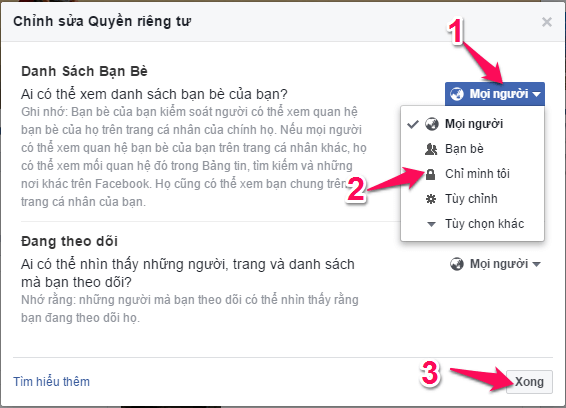 Chỉnh sửa Quyền riêng tư
×
1
Danh Sách Bạn Bè
Ai có thể xem danh sách bạn bè của bạn?
Mọi người
Ghi nhớ: Bạn bè của bạn kiểm soát người có thể xem quan hệ
bạn bè của họ trên trang cá nhân của chính họ. Nếu mọi người
có thể xem quan hệ bạn bè của bạn trên trang cá nhân khác, họ
có thể xem mối quan hệ đó trong Bảng tin, tìm kiếm và những
nơi khác trên Facebook. Họ cũng có thể xem bạn chung trên
trang cá nhân của bạn.
Mọi người
Bạn bè
2
Chỉ mình tôi
Tùy chỉnh
Tùy chọn khác
Đang theo dõi
Ai có thể nhìn thấy những người, trang và danh sách
mà bạn theo dõi?
Mọi người
Nhớ rằng: những người mà bạn theo dõi có thể nhìn thấy rằng
bạn đang theo dõi họ.
Tìm hiểu thêm
3
Xong